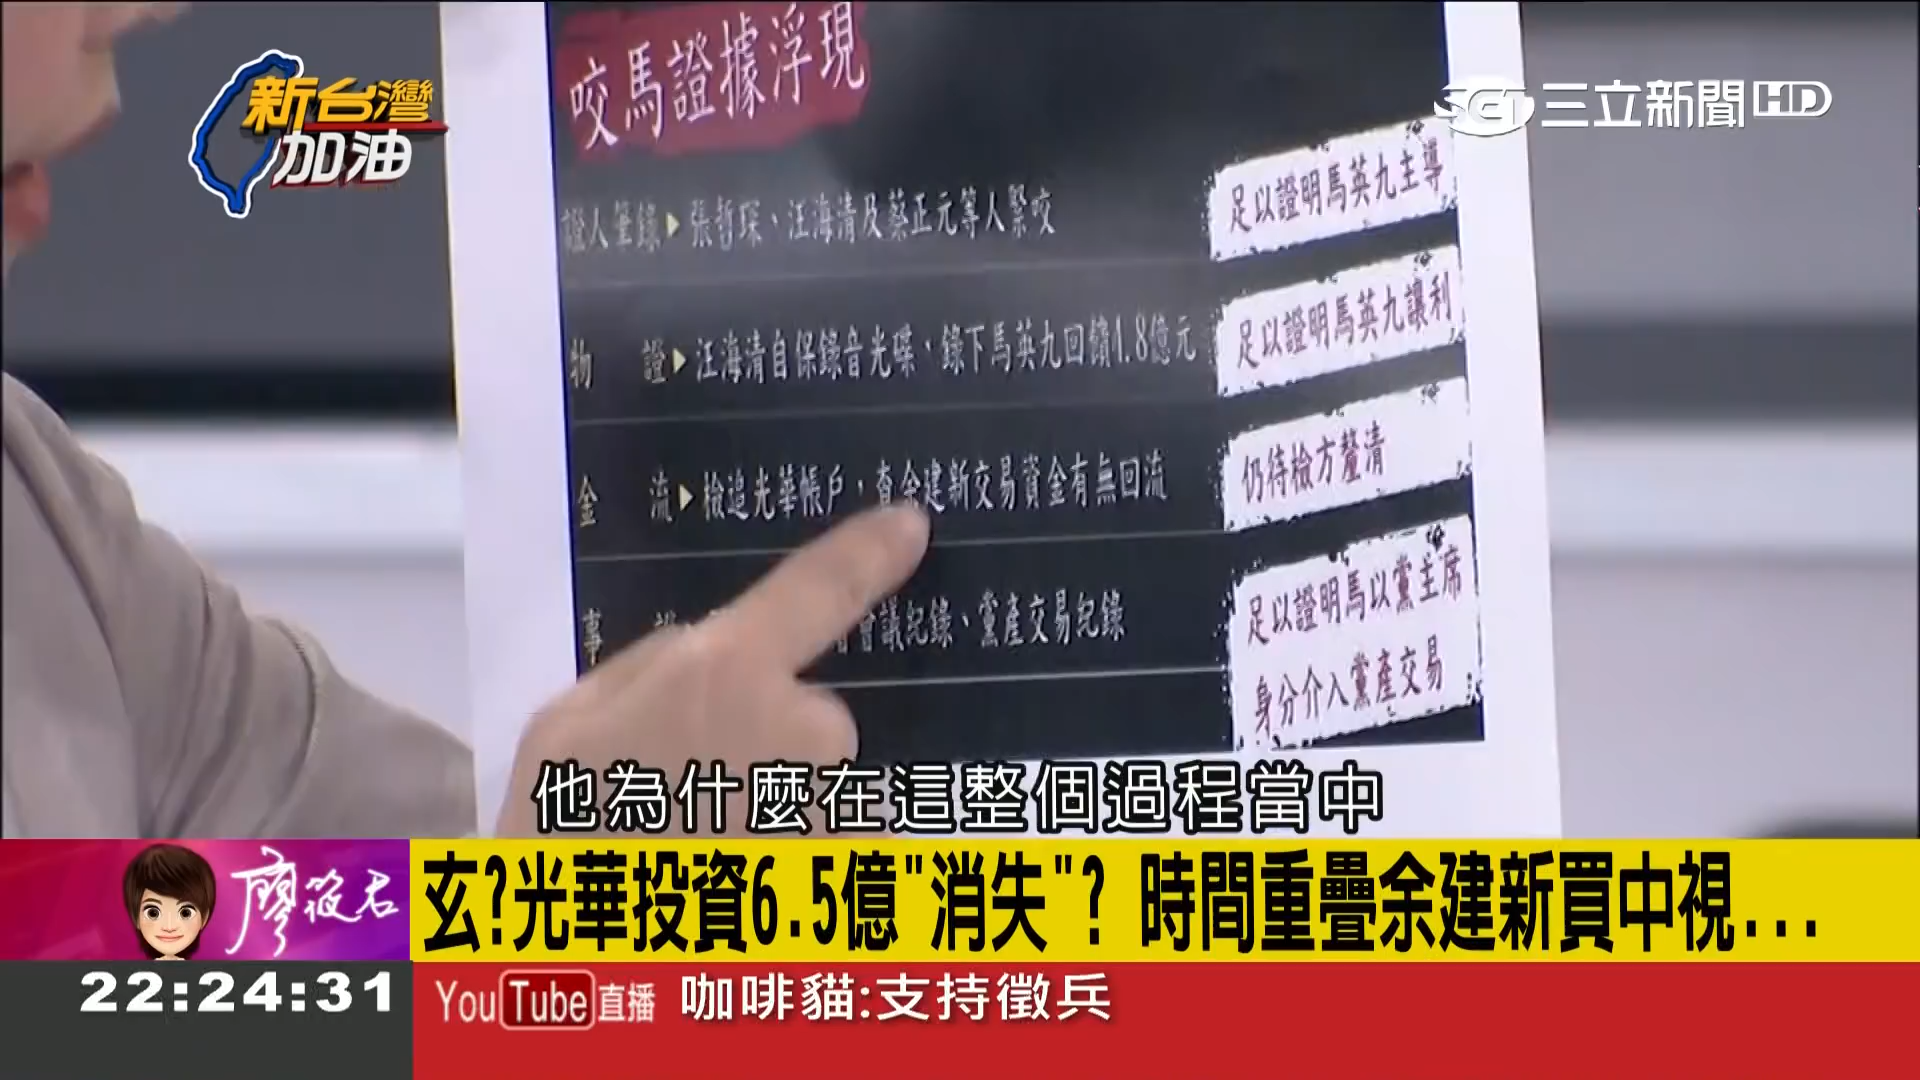 咬馬證據浮現
新台灣
加油
SET三立新聞HD
證人筆錄▶張哲琛、汪海清及蔡正元等人緊咬
足以證明馬英九主導
物 證▶汪海清自保錄音光碟、錄下馬英九回饋1.8億元
足以證明馬英九讓利
金 流▶檢追光華帳戶,查余建新交易資金有無回流
仍待檢方釐清
事 證
會議紀錄、黨產交易紀錄
足以證明馬以黨主席
身分介入黨產交易
他為什麼在這整個過程當中
廖筱君
玄?光華投資6.5億"消失"? 時間重疊余建新買中視...
22:24:31
YouTube直播 咖啡貓:支持徵兵